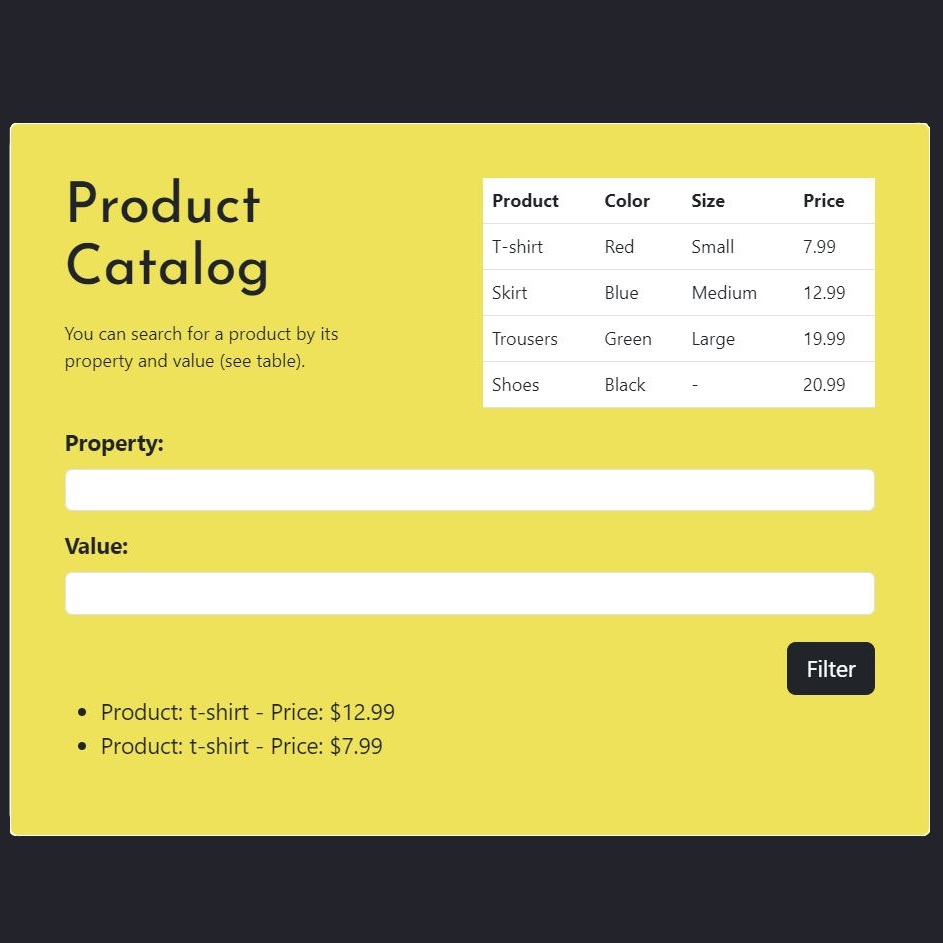 Product
Catalog
You can search for a product by its
property and value (see table).
Product Color Size Price
T-shirt Red Small 7.99
Skirt Blue Medium 12.99
Trousers Green Large 19.99
Shoes Black - 20.99
Property:
Value:
Filter
• Product: t-shirt - Price: $12.99
• Product: t-shirt - Price: $7.99